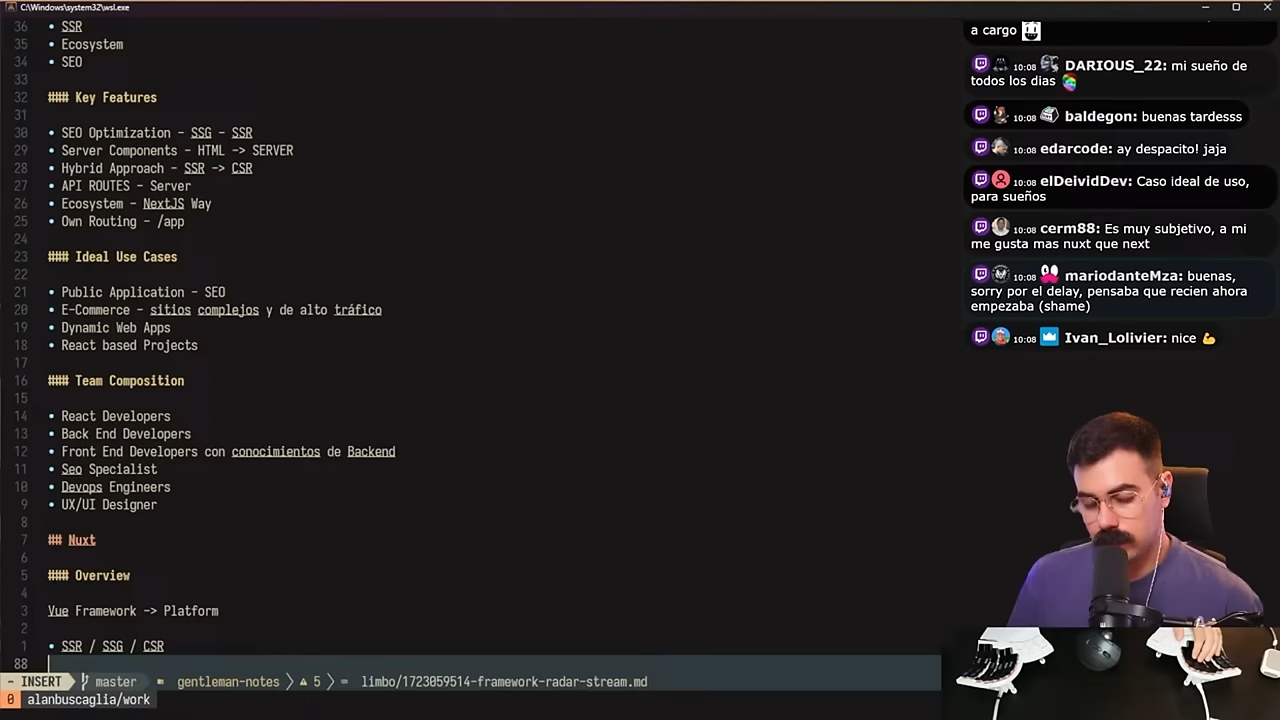 C:\Windows\system32\wsl.exe
36 • SSR
35 • Ecosystem
34 • SEO
33
32 ### Key Features
31
30 • SEO Optimization - SSG - SSR
29 • Server Components - HTML -> SERVER
28 • Hybrid Approach - SSR -> CSR
27 • API ROUTES - Server
26 • Ecosystem - NextJS Way
25 • Own Routing - /app
24
23 ### Ideal Use Cases
22
21 • Public Application - SEO
20 • E-Commerce - sitios complejos y de alto tráfico
19 • Dynamic Web Apps
18 • React based Projects
17
16 ### Team Composition
15
14 • React Developers
13 • Back End Developers
12 • Front End Developers con conocimientos de Backend
11 • Seo Specialist
10 • Devops Engineers
9 • UX/UI Designer
8
7 ## Nuxt
6
5 ### Overview
4
3 Vue Framework -> Platform
2
1 • SSR / SSG / CSR
88
- INSERT master gentleman-notes 5 limbo/1723059514-framework-radar-stream.md
0 alanbuscaglia/work
a cargo
10:08 DARIOUS_22: mi sueño de
todos los dias
10:08 baldegon: buenas tardesss
10:08 edarcode: ay despacito! jaja
10:08 elDeividDev: Caso ideal de uso,
para sueños
10:08 cerm88: Es muy subjetivo, a mi
me gusta mas nuxt que next
10:08 mariodanteMza: buenas,
sorry por el delay, pensaba que recien ahora
empezaba (shame)
10:08 Ivan_Lolivier: nice 💪